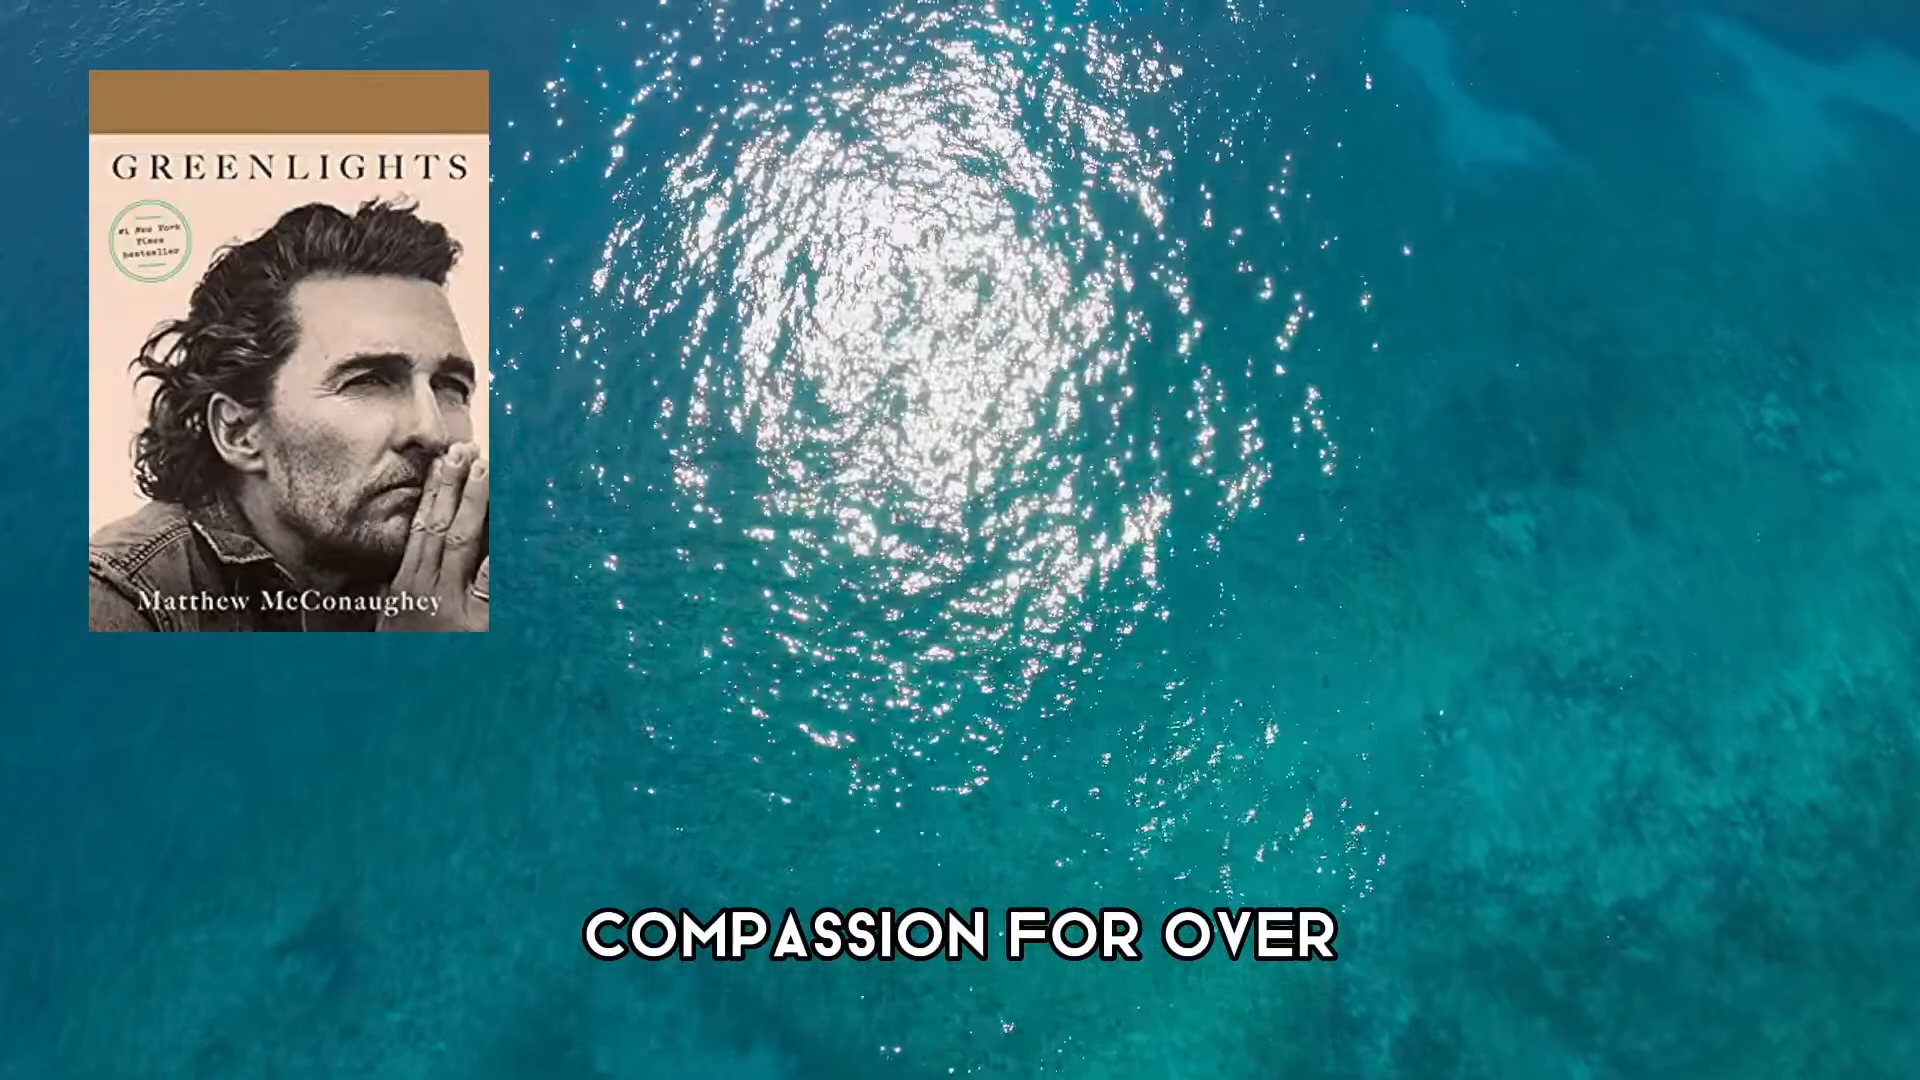 GREENLIGHTS
#1 New York
Times
bestseller
Matthew McConaughey
COMPASSION FOR OVER